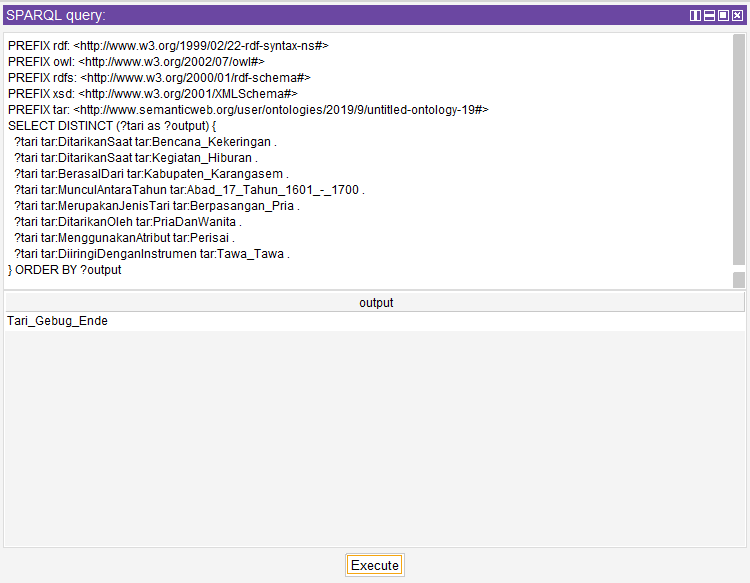 SPARQL query:
PREFIX rdf: <http://www.w3.org/1999/02/22-rdf-syntax-ns#>
PREFIX owl: <http://www.w3.org/2002/07/owl#>
PREFIX rdfs: <http://www.w3.org/2000/01/rdf-schema#>
PREFIX xsd: <http://www.w3.org/2001/XMLSchema#>
PREFIX tar: <http://www.semanticweb.org/user/ontologies/2019/9/untitled-ontology-19#>
SELECT DISTINCT (?tari as ?output) {
?tari tar:DitarikanSaat tar:Bencana_Kekeringan .
?tari tar:DitarikanSaat tar:Kegiatan_Hiburan .
?tari tar:BerasalDari tar:Kabupaten_Karangasem .
?tari tar:MunculAntaraTahun tar:Abad_17_Tahun_1601_-_1700 .
?tari tar:MerupakanJenisTari tar:Berpasangan_Pria .
?tari tar:DitarikanOleh tar:PriaDanWanita .
?tari tar:MenggunakanAtribut tar:Perisai .
?tari tar:DiiringiDenganInstrumen tar:Tawa_Tawa .
} ORDER BY ?output
output
Tari_Gebug_Ende
Execute